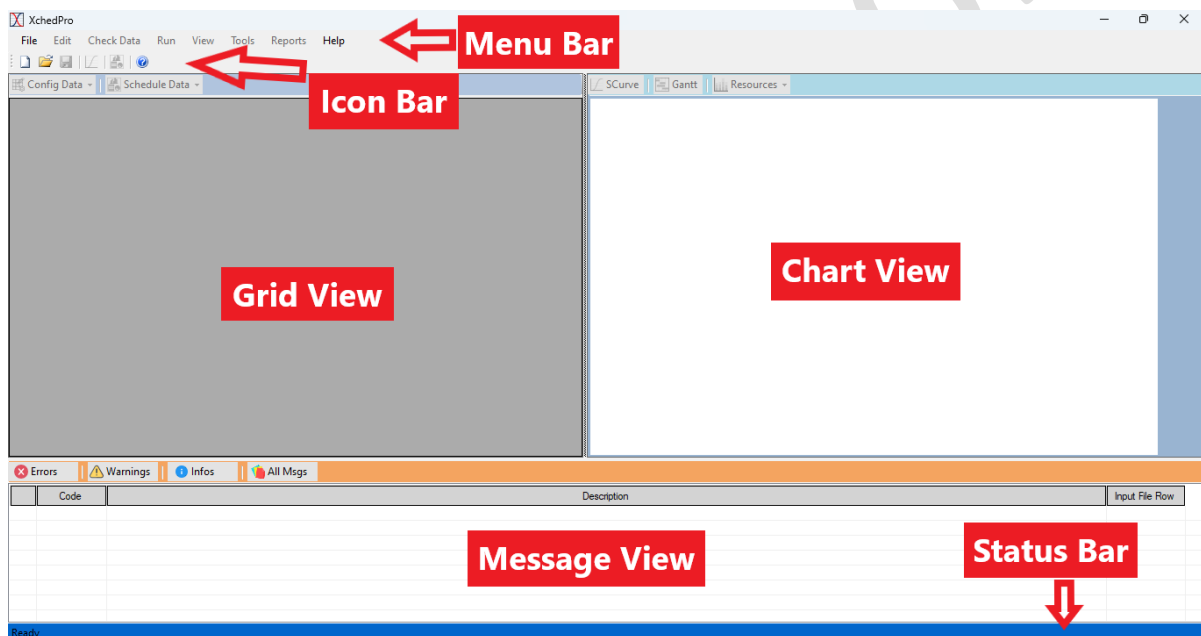 XchedPro
File Edit Check Data Run View Tools Reports Help
Menu Bar
Config Data Schedule Data
Icon Bar
SCurve Gantt Resources
Grid View
Chart View
Errors Warnings Infos All Msgs
Code Description Input File Row
Message View
Status Bar
Ready